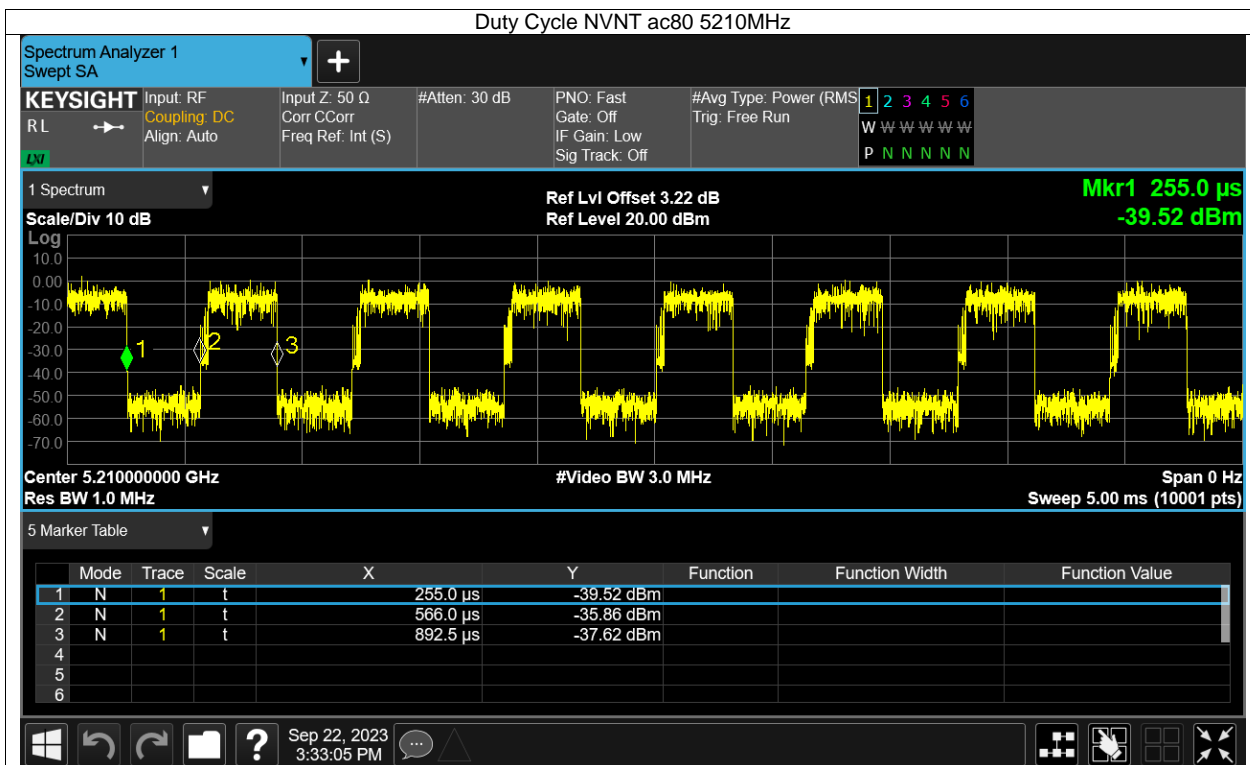 Duty Cycle NVNT ac80 5210MHz
Spectrum Analyzer 1
Swept SA
KEYSIGHT Input: RF Input Z: 50 Ω #Atten: 30 dB PNO: Fast #Avg Type: Power (RMS 1 2 3 4 5 6
R L Coupling: DC Corr CCorr Gate: Off Trig: Free Run W W W W W W
Align: Auto Freq Ref: Int (S) IF Gain: Low P N N N N N
LXI Sig Track: Off
1 Spectrum Ref Lvl Offset 3.22 dB Mkr1 255.0 µs
Scale/Div 10 dB Ref Level 20.00 dBm -39.52 dBm
Log
10.0
0.00
-10.0
-20.0
-30.0 1 2 3
-40.0
-50.0
-60.0
-70.0
Center 5.210000000 GHz #Video BW 3.0 MHz Span 0 Hz
Res BW 1.0 MHz Sweep 5.00 ms (10001 pts)
5 Marker Table
Mode Trace Scale X Y Function Function Width Function Value
1 N 1 t 255.0 µs -39.52 dBm
2 N 1 t 566.0 µs -35.86 dBm
3 N 1 t 892.5 µs -37.62 dBm
4
5
6
? Sep 22, 2023
3:33:05 PM